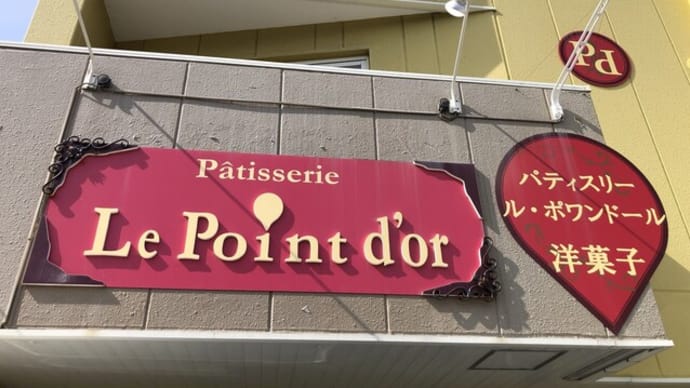 Pâtisserie
Le Point d'or
パティスリー
ル・ポワンドール
洋菓子
Pd